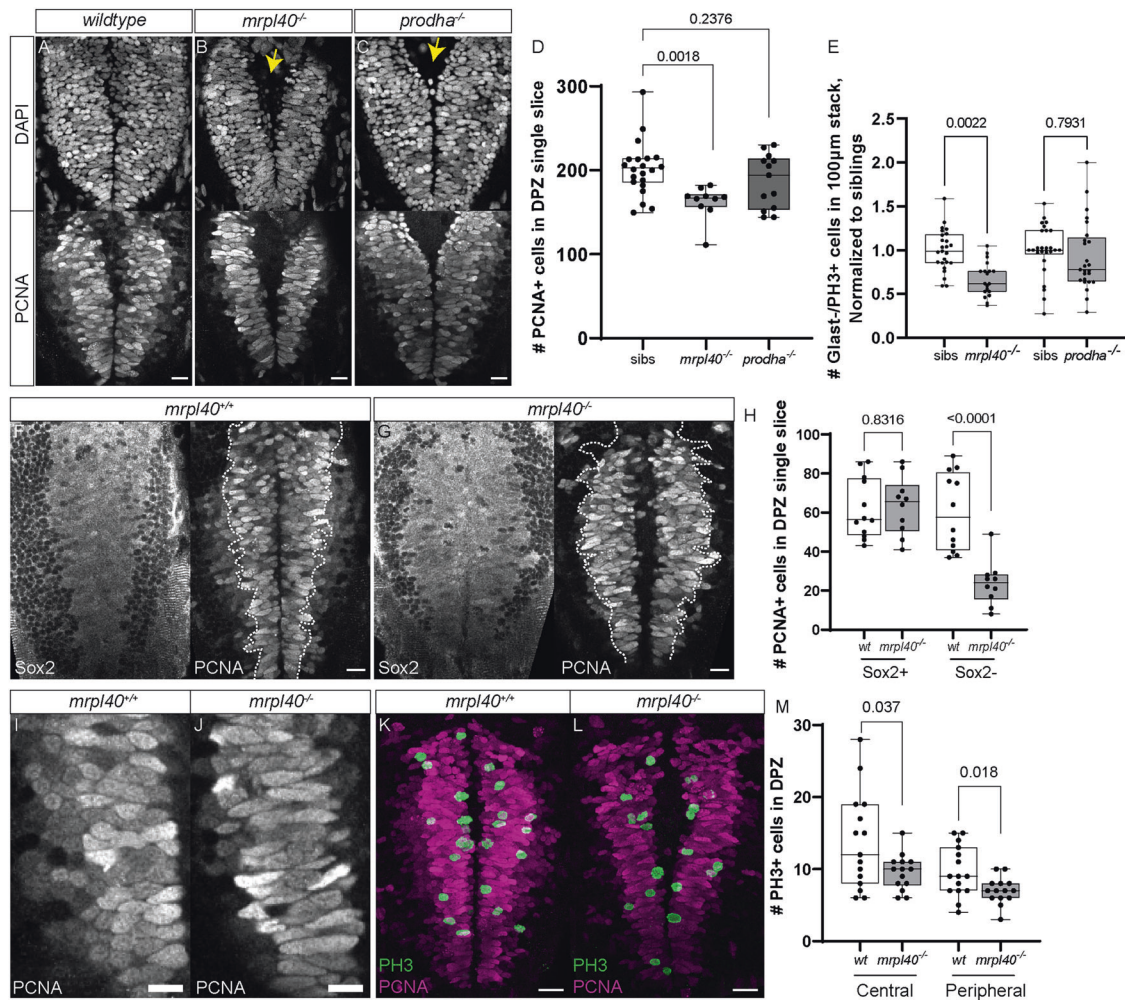 wildtype
mrpl40-/-
prodha-/-
DAPI
PCNA
A
B
C
D
# PCNA+ cells in DPZ single slice
300
200
100
0
0.2376
0.0018
sibs
mrpl40-/-
prodha-/-
E
# Glast-/PH3+ cells in 100µm stack,
Normalized to siblings
2.5
2.0
1.5
1.0
0.5
0.0
0.0022
0.7931
sibs
mrpl40-/-
sibs
prodha-/-
mrpl40+/+
mrpl40-/-
F
Sox2
PCNA
G
Sox2
PCNA
H
# PCNA+ cells in DPZ single slice
100
80
60
40
20
0
0.8316
<0.0001
wt
mrpl40-/-
wt
mrpl40-/-
Sox2+
Sox2-
mrpl40+/+
mrpl40-/-
mrpl40+/+
mrpl40-/-
I
PCNA
J
PCNA
K
PH3
PCNA
L
PH3
PCNA
M
# PH3+ cells in DPZ
30
20
10
0
0.037
0.018
wt
mrpl40-/-
wt
mrpl40-/-
Central
Peripheral